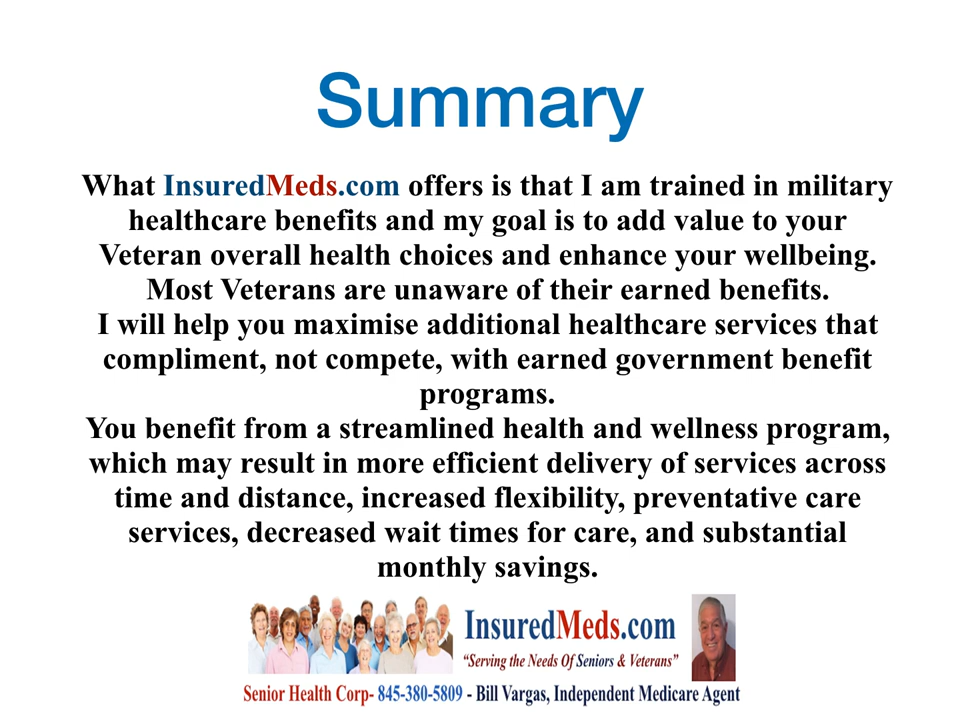 Summary
What InsuredMeds.com offers is that I am trained in military
healthcare benefits and my goal is to add value to your
Veteran overall health choices and enhance your wellbeing.
Most Veterans are unaware of their earned benefits.
I will help you maximise additional healthcare services that
compliment, not compete, with earned government benefit
programs.
You benefit from a streamlined health and wellness program,
which may result in more efficient delivery of services across
time and distance, increased flexibility, preventative care
services, decreased wait times for care, and substantial
monthly savings.
InsuredMeds.com
“Serving the Needs Of Seniors & Veterans”
Senior Health Corp- 845-380-5809 - Bill Vargas, Independent Medicare Agent